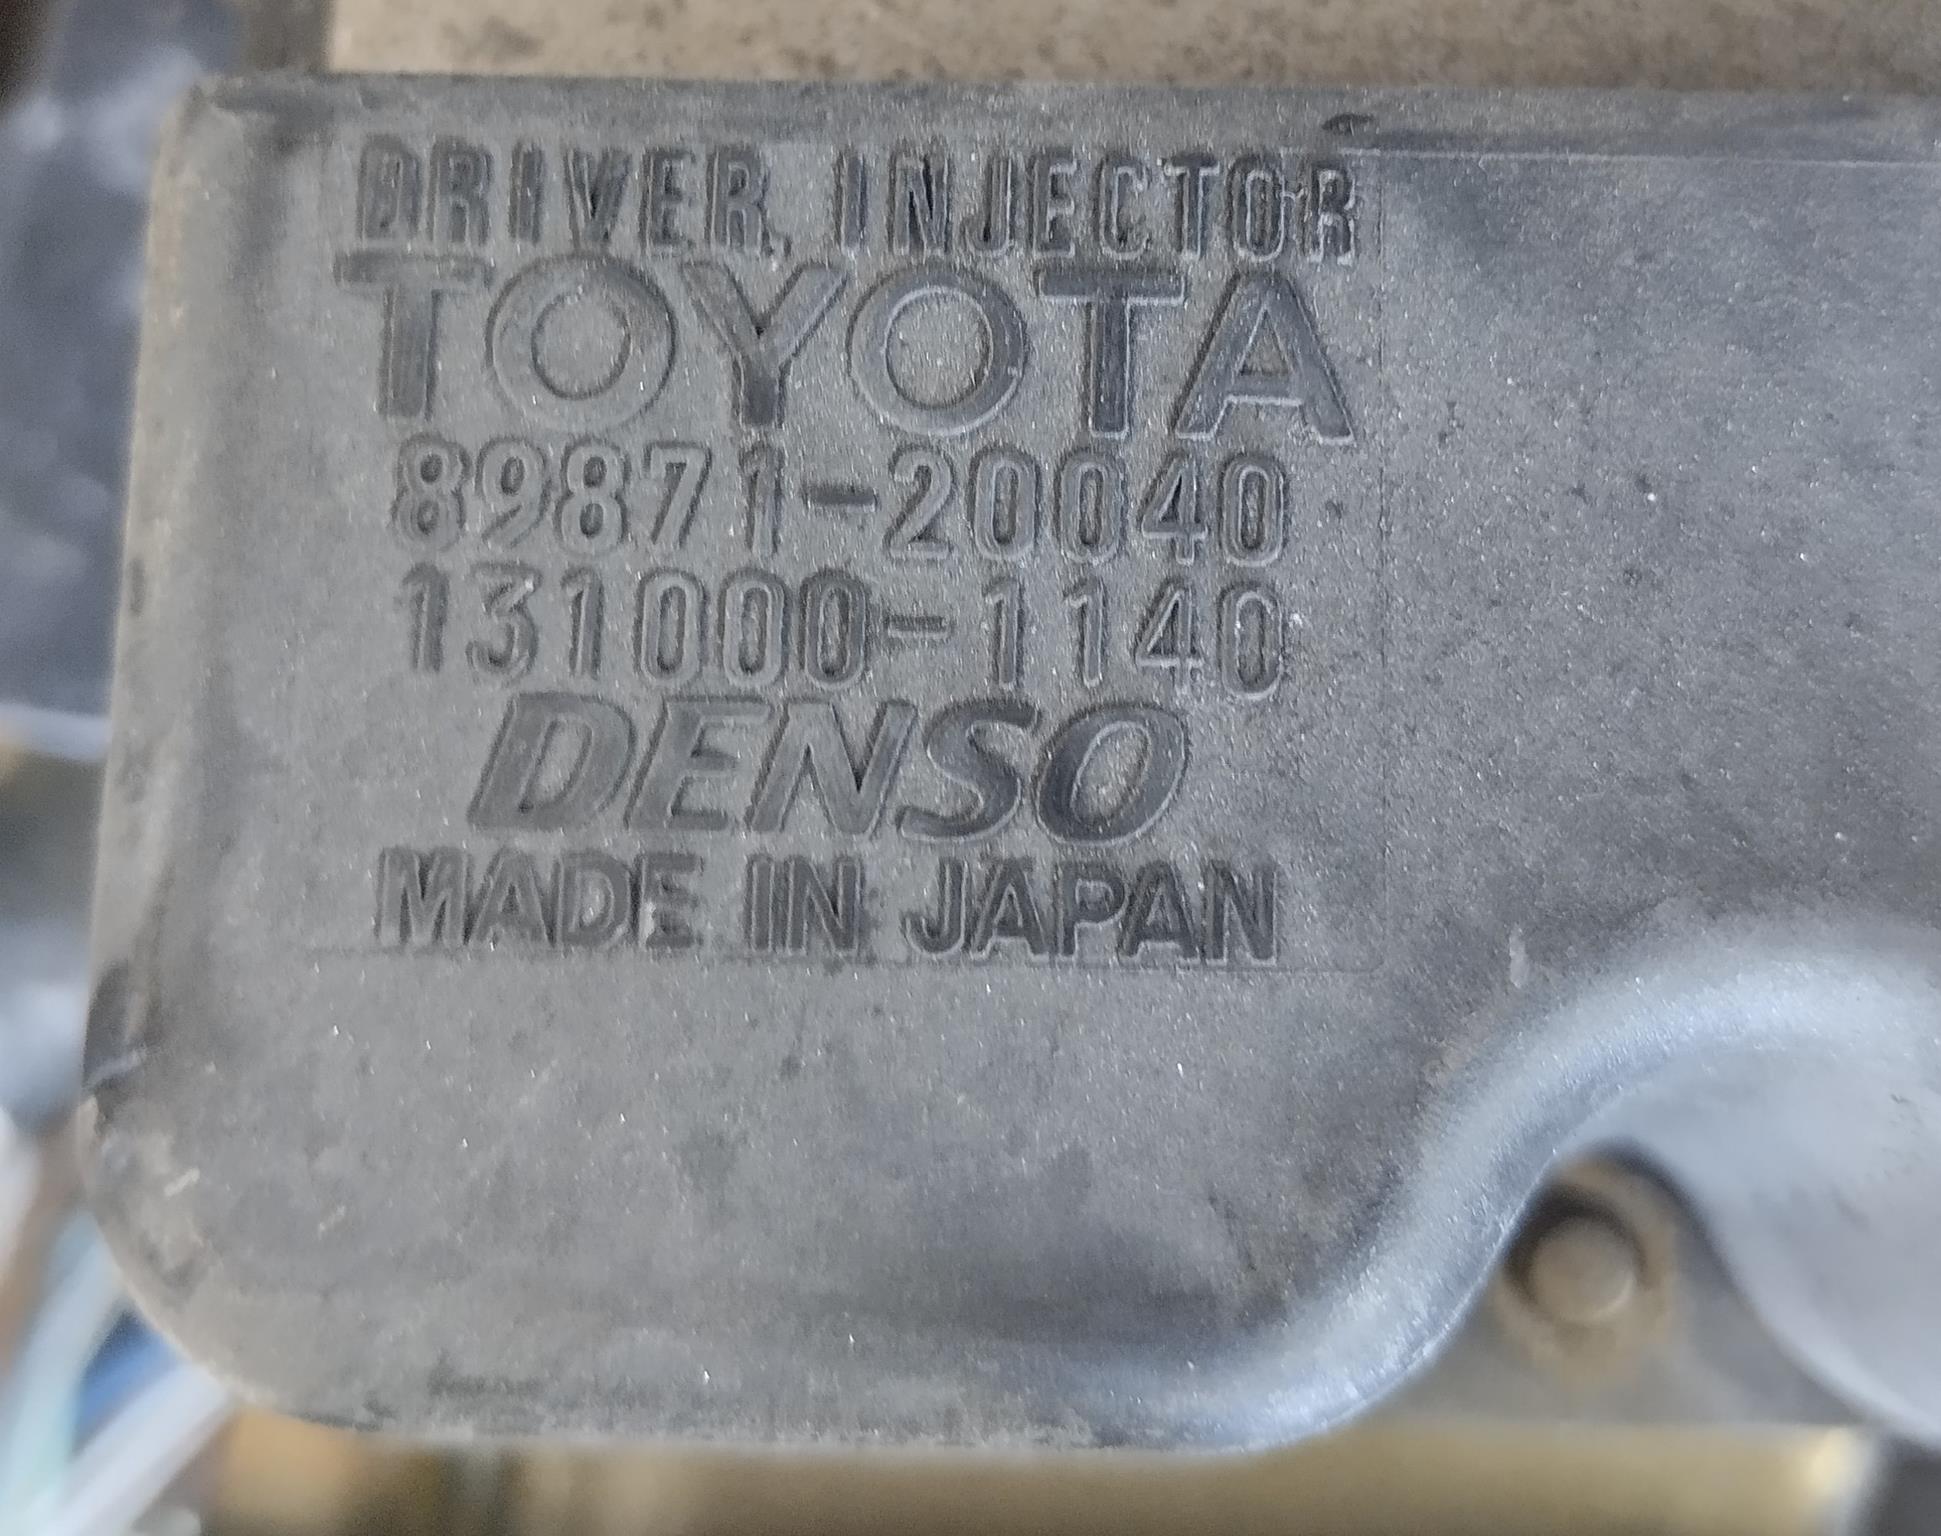 DRIVER, INJECTOR
TOYOTA
89871-20040
131000-1140
DENSO
MADE IN JAPAN